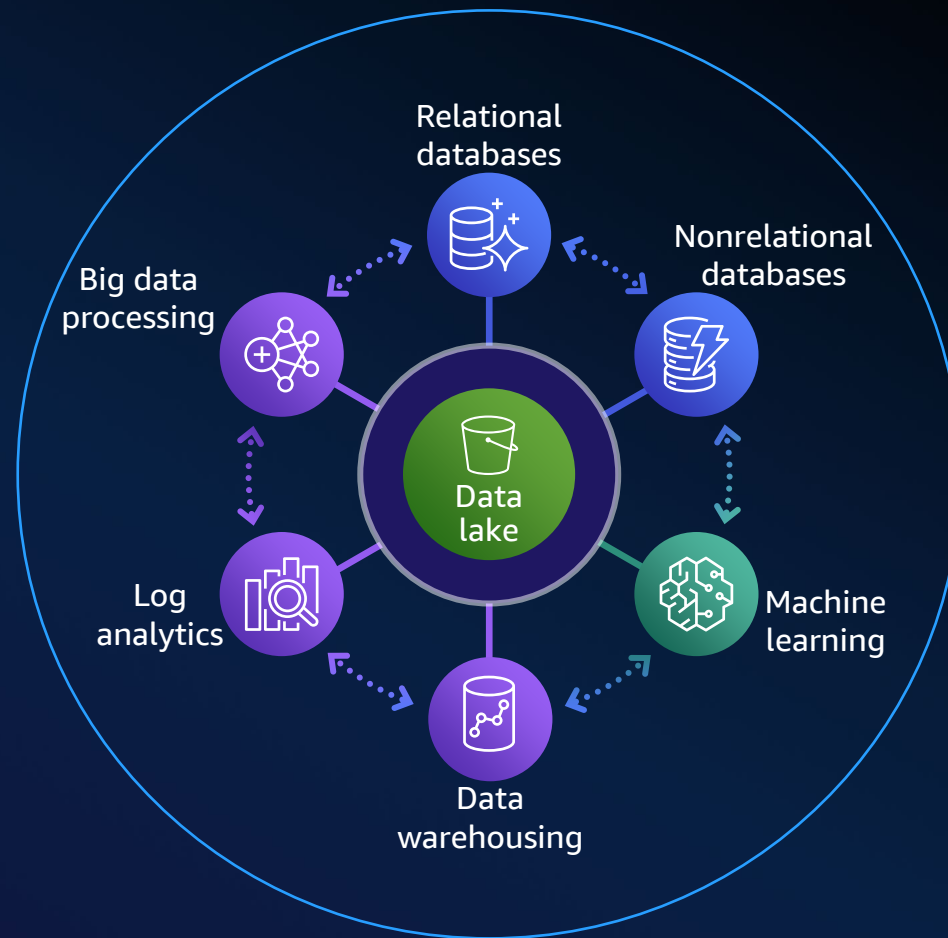 Relational
databases
Nonrelational
databases
Big data
processing
Data
lake
Log
analytics
Machine
learning
Data
warehousing